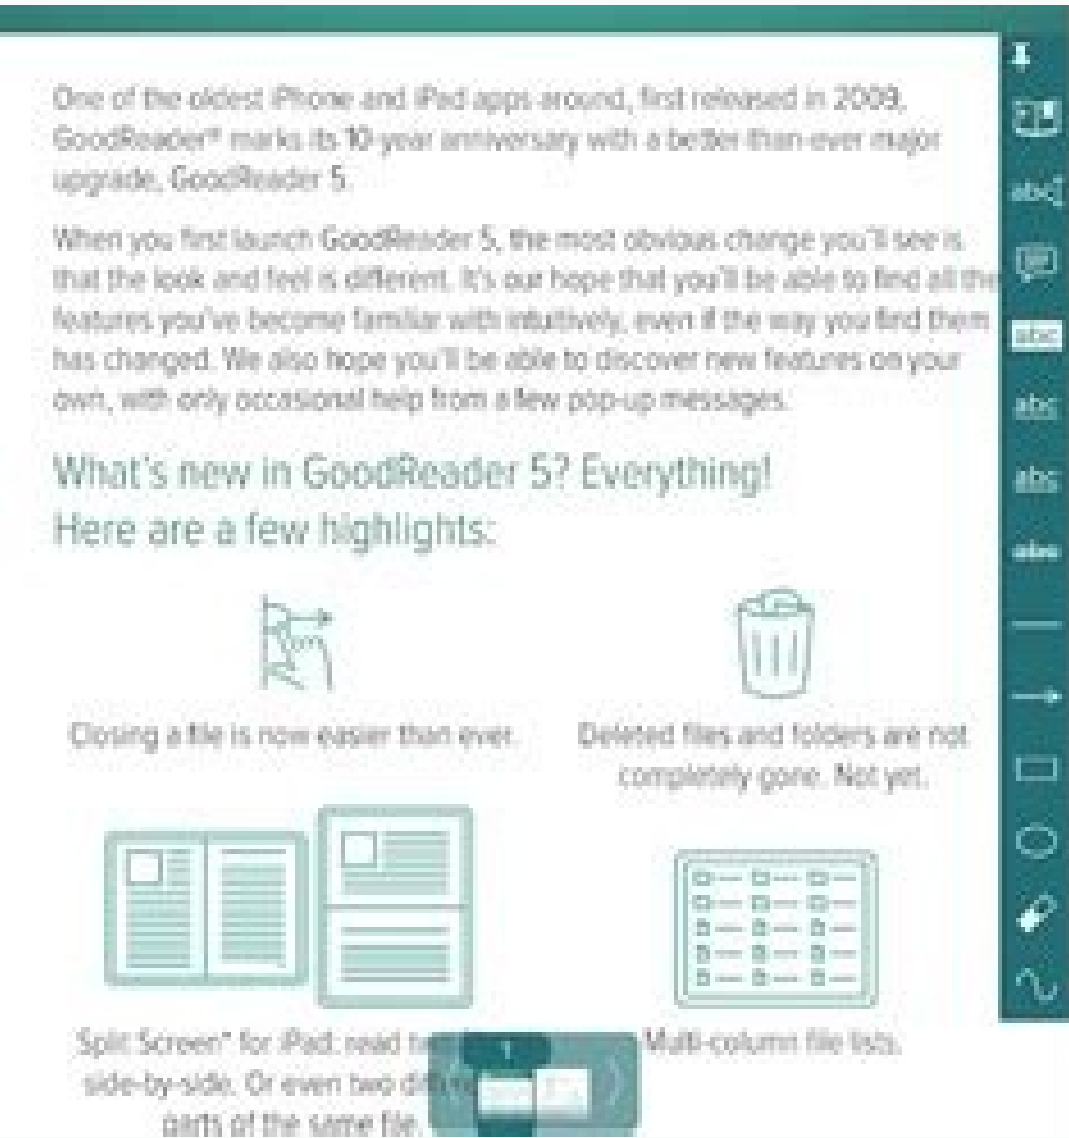 One of the oldest iPhone and iPad apps around, first released in 2009,
GoodReader® marks its 10-year anniversary with a better-than-ever major
upgrade, GoodReader 5.
When you first launch GoodReader 5, the most obvious change you'll see is
that the look and feel is different. It's our hope that you'll be able to find all the
features you've become familiar with intuitively, even if the way you find them
has changed. We also hope you'll be able to discover new features on your
own, with only occasional help from a few pop-up messages.
What's new in GoodReader 5? Everything!
Here are a few highlights:
Closing a file is now easier than ever.
Deleted files and folders are not
completely gone. Not yet.
Split Screen* for iPad: read
side-by-side. Or even two
parts of the same file.
Multi-column file lists.
1
abc
abc
abc
abc